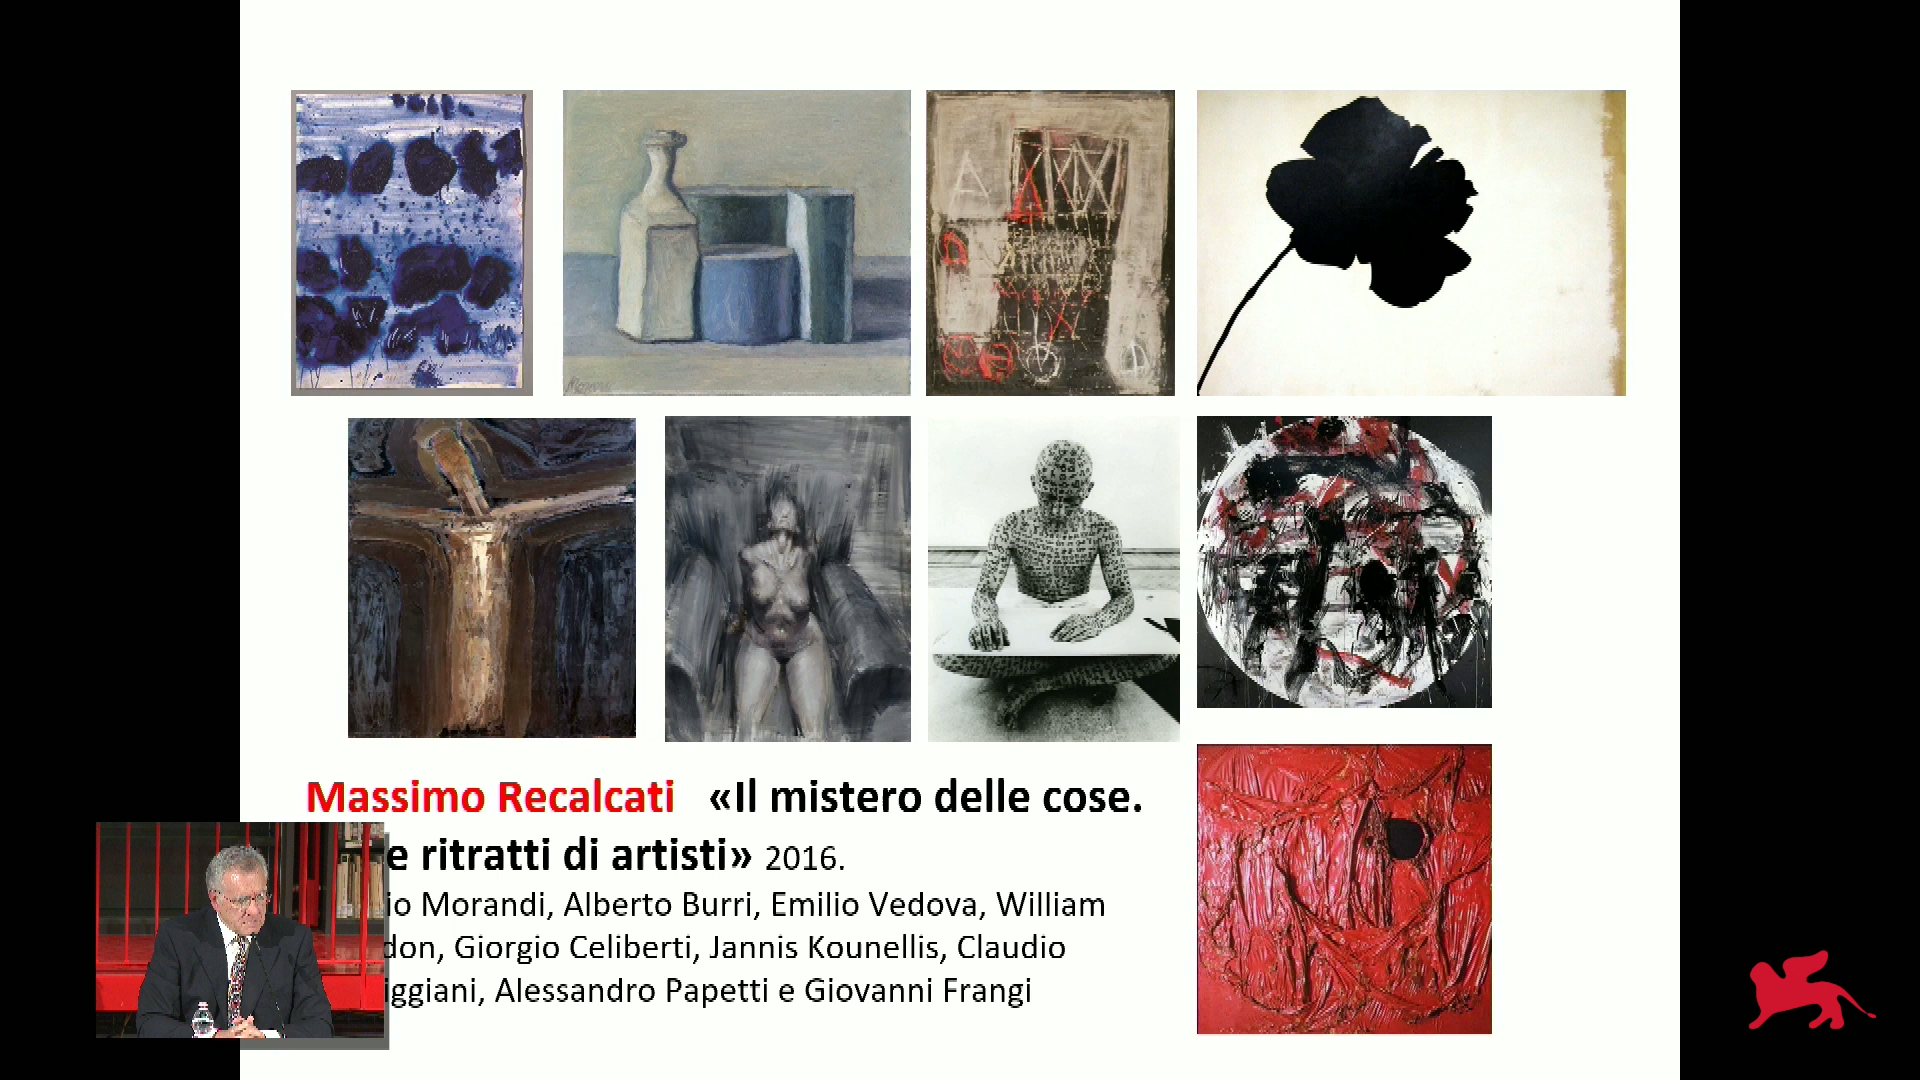 Massimo Recalcati «Il mistero delle cose.
e ritratti di artisti» 2016.
io Morandi, Alberto Burri, Emilio Vedova, William
don, Giorgio Celiberti, Jannis Kounellis, Claudio
iggiani, Alessandro Papetti e Giovanni Frangi